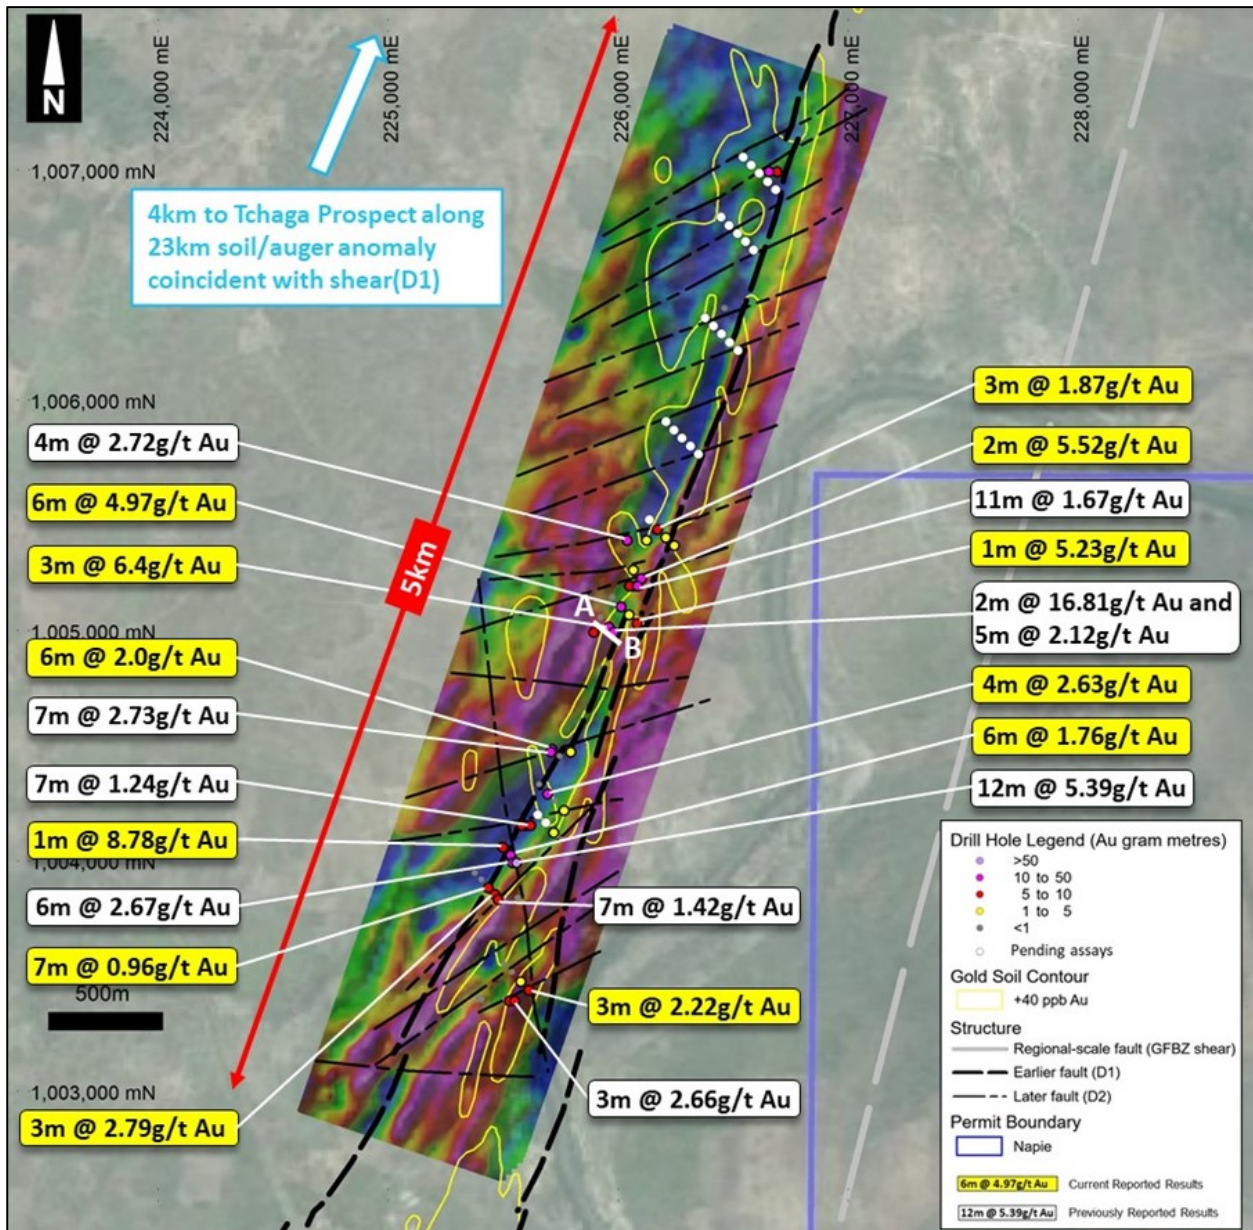 N
224,000 mE
225,000 mE
226,000 mE
227,000 mE
228,000 mE
1,007,000 mN
4km to Tchaga Prospect along
23km soil/auger anomaly
coincident with shear(D1)
1,006,000 mN
4m @ 2.72g/t Au
6m @ 4.97g/t Au
3m @ 6.4g/t Au
1,005,000 mN
6m @ 2.0g/t Au
7m @ 2.73g/t Au
7m @ 1.24g/t Au
1m @ 8.78g/t Au
1,004,000 mN
6m @ 2.67g/t Au
7m @ 0.96g/t Au
500m
1,003,000 mN
3m @ 2.79g/t Au
5km
A
B
3m @ 1.87g/t Au
2m @ 5.52g/t Au
11m @ 1.67g/t Au
1m @ 5.23g/t Au
2m @ 16.81g/t Au and
5m @ 2.12g/t Au
4m @ 2.63g/t Au
6m @ 1.76g/t Au
12m @ 5.39g/t Au
7m @ 1.42g/t Au
3m @ 2.22g/t Au
3m @ 2.66g/t Au
Drill Hole Legend (Au gram metres)
>50
10 to 50
5 to 10
1 to 5
<1
Pending assays
Gold Soil Contour
+40 ppb Au
Structure
Regional-scale fault (GFBZ shear)
Earlier fault (D1)
Later fault (D2)
Permit Boundary
Napie
6m @ 4.97g/t Au Current Reported Results
12m @ 5.39g/t Au Previously Reported Results